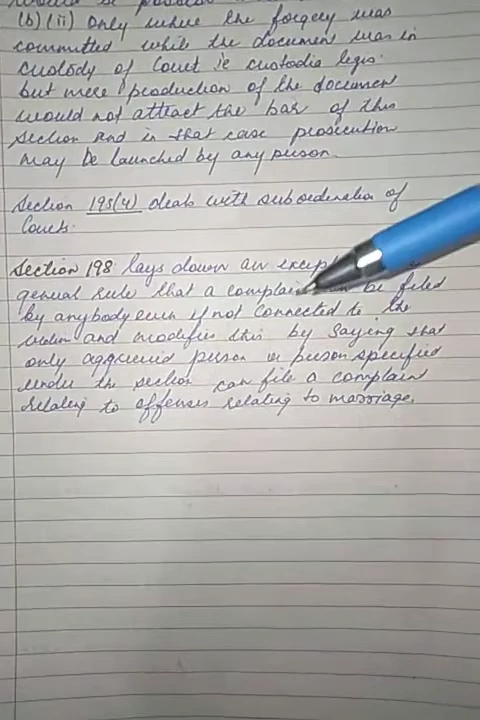 (b)(ii) Only where the forgery was
committed while the document was in
custody of Court ie custodia legis.
but mere production of the document
would not attract the bar of this
section and in that case prosecution
may be launched by any person.
Section 195(4) deals with subordination of
Courts.
Section 198 lays down an
general rule that a complain be filed
by anybody even if not connected to the
victim and modifies this by saying that
only aggrieved person or person specified
under the section can file a complain
relating to offenses relating to marriage.